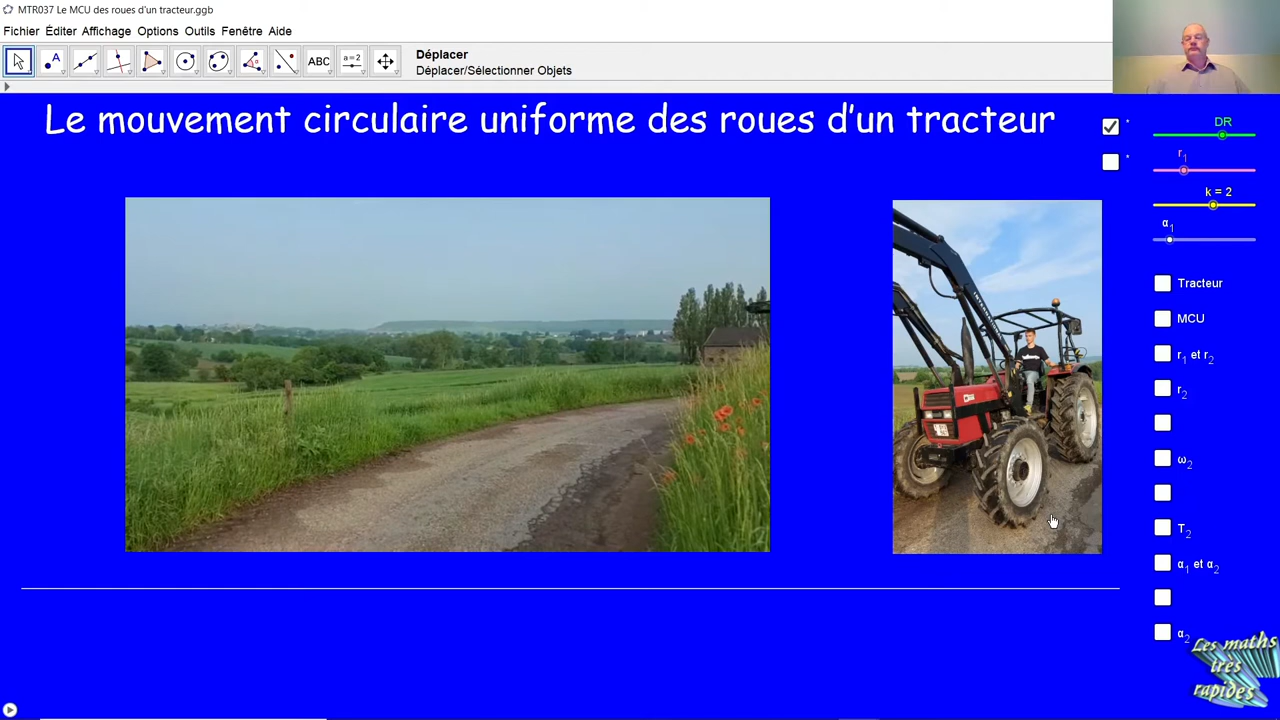 MTR037 Le MCU des roues d'un tracteur.ggb
Fichier Éditer Affichage Options Outils Fenêtre Aide
A
ABC
a=2
Déplacer
Déplacer/Sélectionner Objets
Le mouvement circulaire uniforme des roues d'un tracteur
DR
r1
k = 2
α1
Tracteur
MCU
r1 et r2
r2
ω2
T2
α1 et α2
α2
Les maths
très
rapides